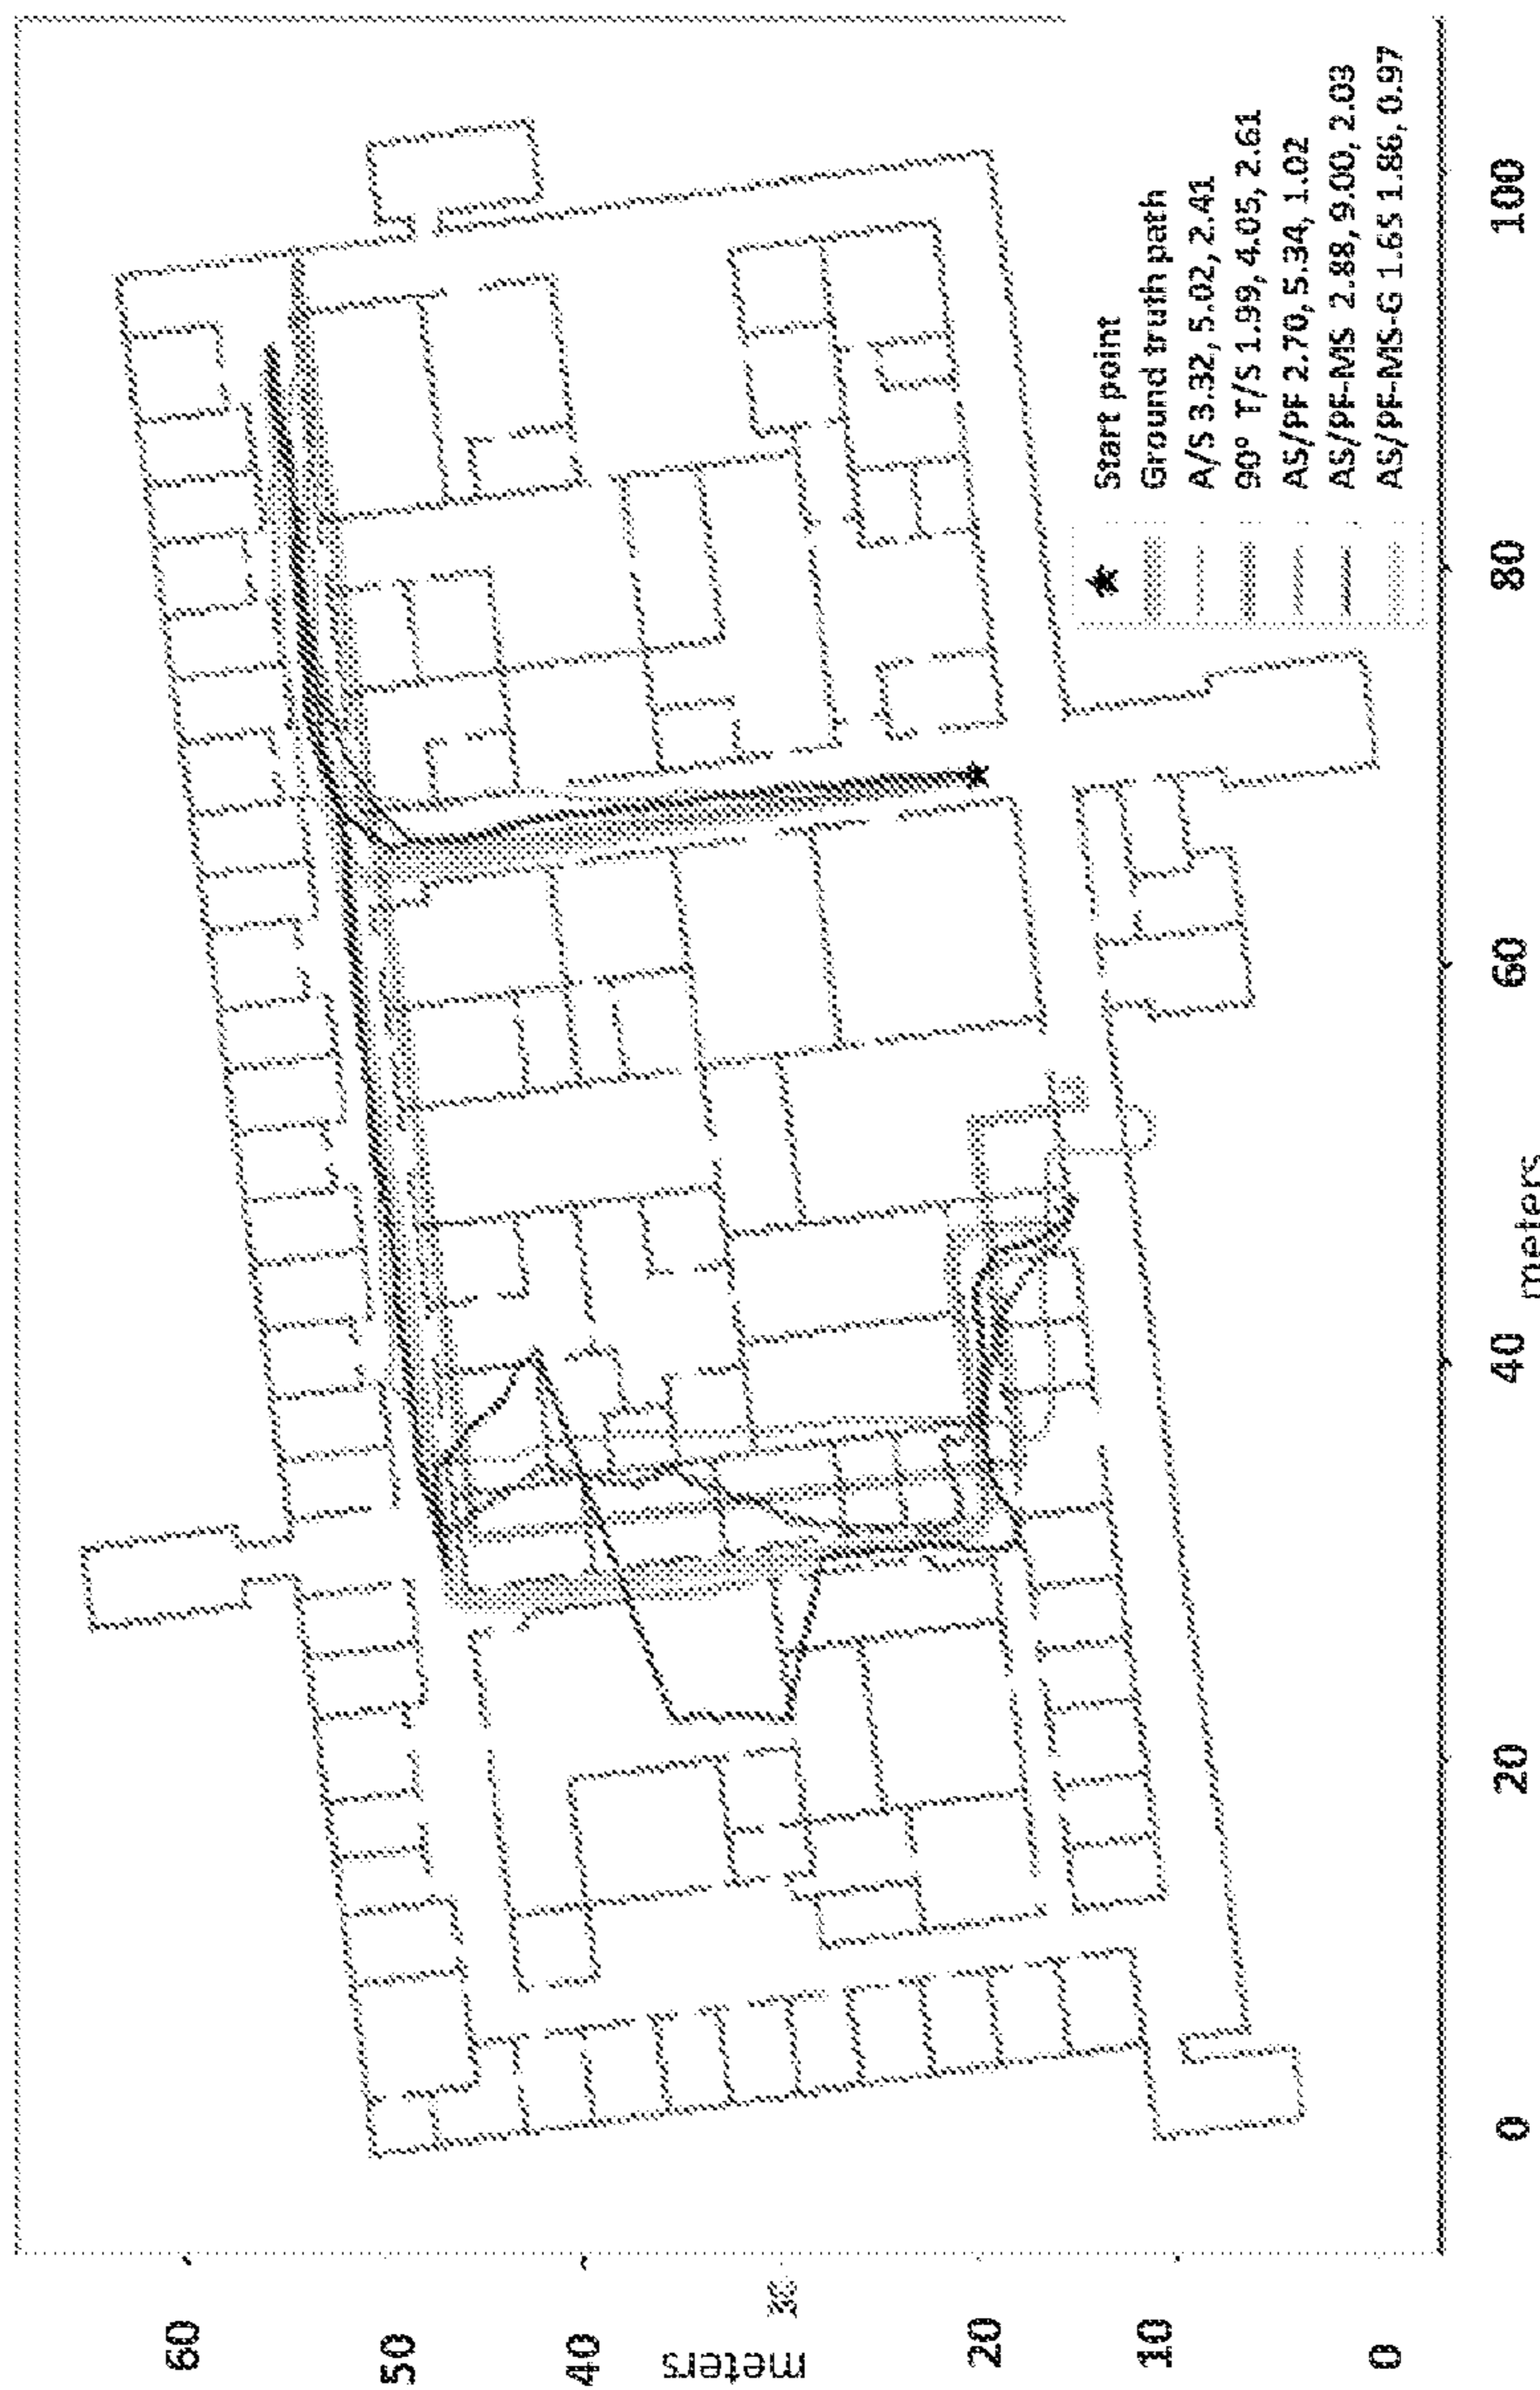 Start point
Ground truth path
A/S 3.32, 5.02, 2.41
90° T/S 1.99, 4.05, 2.61
AS/PF 2.70, 5.34, 1.02
AS/PF-MS 2.88, 9.00, 2.03
AS/PF-MS-G 1.65 1.86, 0.97
60
50
40
30
20
10
0
meters
0
20
40
60
80
100
meters